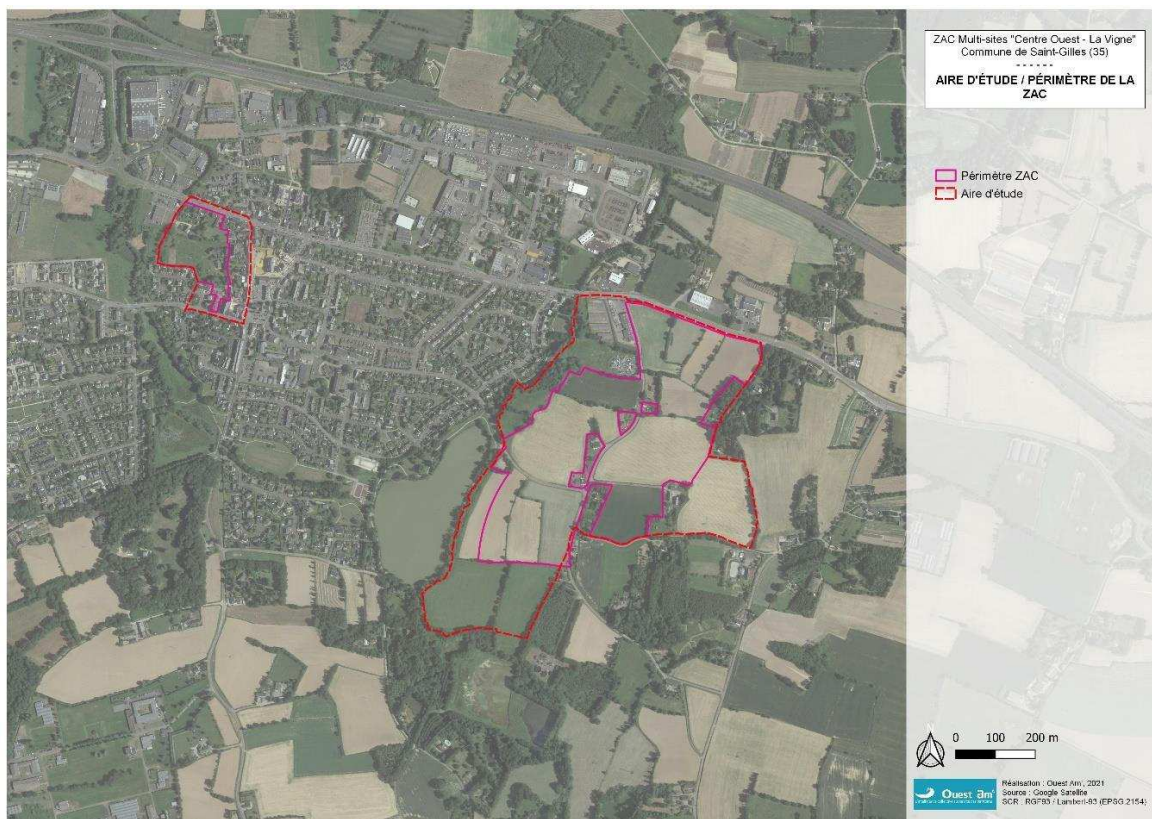 ZAC Multi-sites "Centre Ouest - La Vigne"
Commune de Saint-Gilles (35)
- - - - - -
AIRE D'ÉTUDE / PÉRIMÈTRE DE LA
ZAC
Périmètre ZAC
Aire d'étude
0 100 200 m
Ouest Am'
Réalisation : Ouest Am', 2021
Source : Google Satellite
SCR : RGF93 / Lambert-93 (EPSG 2154)